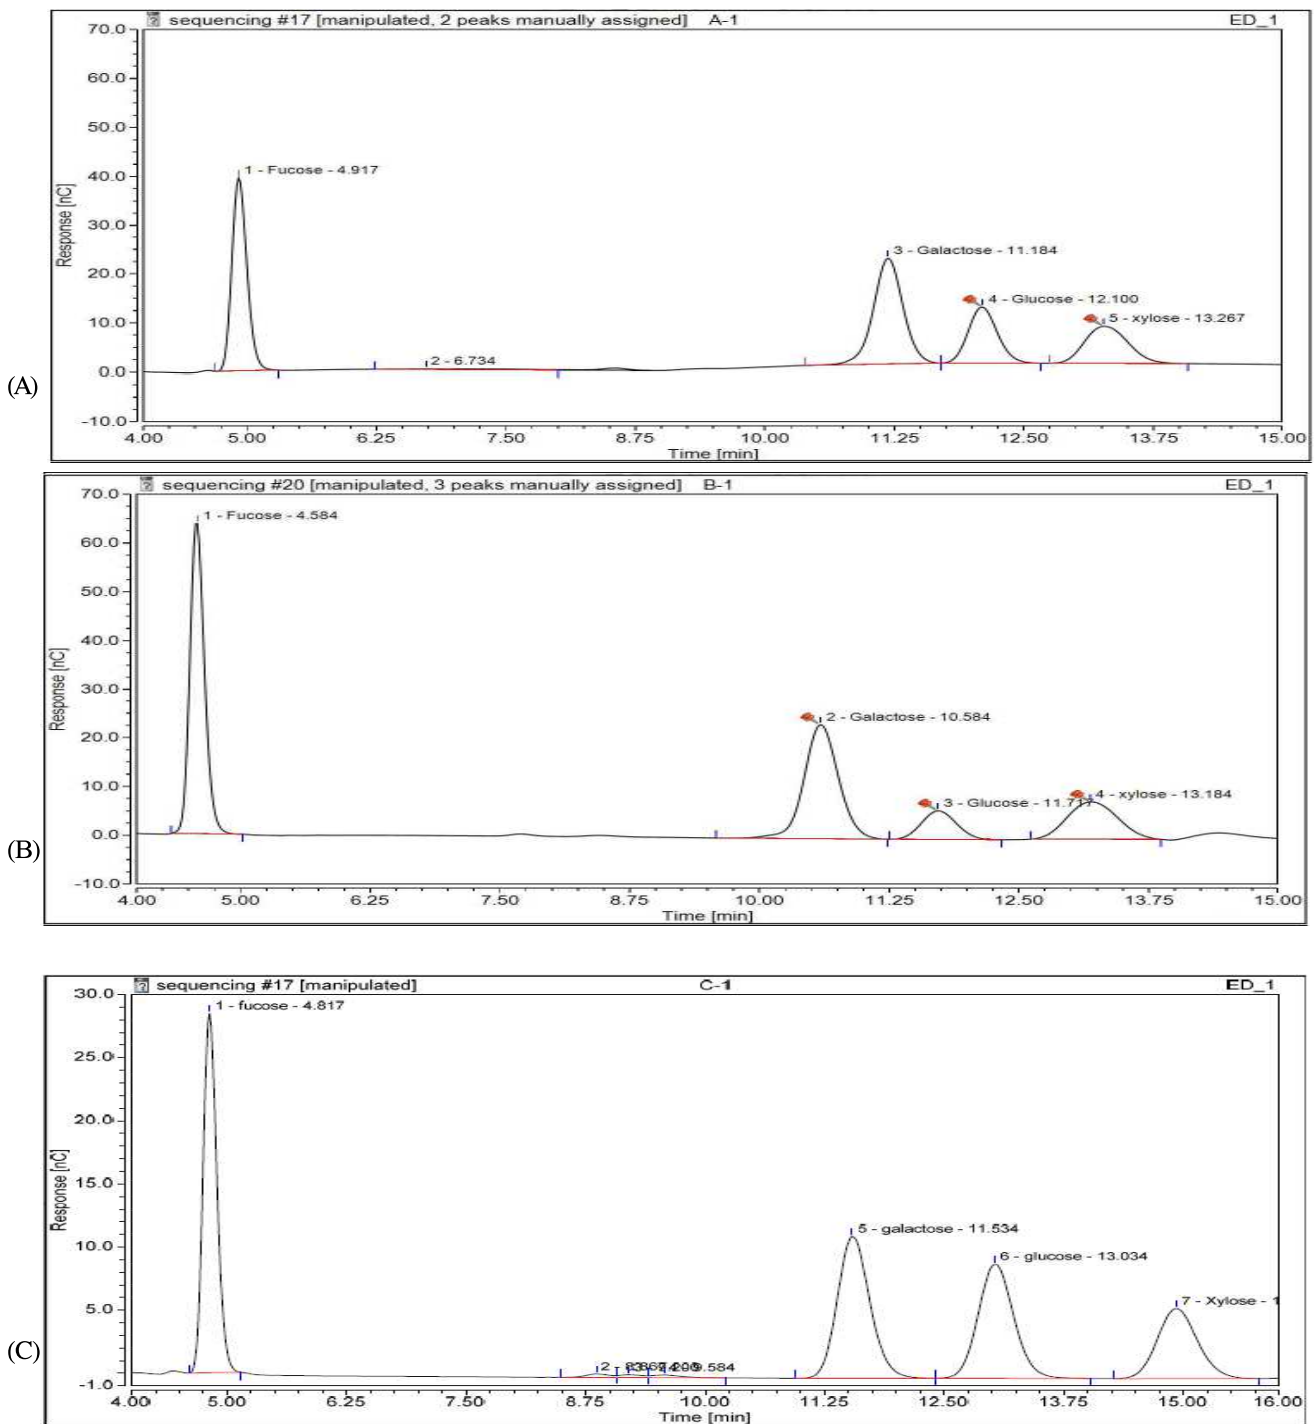 sequencing #17 [manipulated, 2 peaks manually assigned] A-1 ED_1
70.0
60.0
50.0
40.0
30.0
20.0
10.0
0.0
-10.0
Response [nC]
1 - Fucose - 4.917
2 - 6.734
3 - Galactose - 11.184
4 - Glucose - 12.100
5 - xylose - 13.267
(A)
4.00 5.00 6.25 7.50 8.75 10.00 11.25 12.50 13.75 15.00
Time [min]
sequencing #20 [manipulated, 3 peaks manually assigned] B-1 ED_1
70.0
60.0
50.0
40.0
30.0
20.0
10.0
0.0
-10.0
Response [nC]
1 - Fucose - 4.584
2 - Galactose - 10.584
3 - Glucose - 11.717
4 - xylose - 13.184
(B)
4.00 5.00 6.25 7.50 8.75 10.00 11.25 12.50 13.75 15.00
Time [min]
sequencing #17 [manipulated] C-1 ED_1
30.0
25.0
20.0
15.0
10.0
5.0
-1.0
Response [nC]
1 - fucose - 4.817
5 - galactose - 11.534
6 - glucose - 13.034
7 - Xylose - 1
2 - 9.584
(C)
4.00 5.00 6.25 7.50 8.75 10.00 11.25 12.50 13.75 15.00 16.00
Time [min]